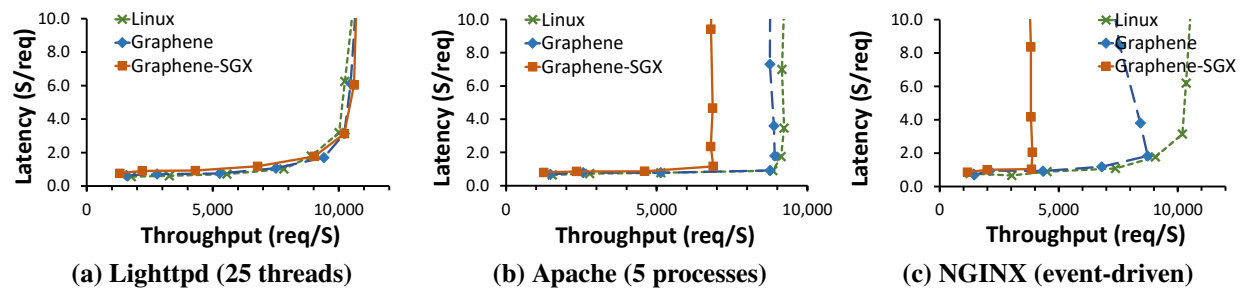 10.0
8.0
6.0
4.0
2.0
0.0
Latency (S/req)
Linux
Graphene
Graphene-SGX
0
5,000
10,000
Throughput (req/S)
(a) Lighttpd (25 threads)
10.0
8.0
6.0
4.0
2.0
0.0
Latency (S/req)
Linux
Graphene
Graphene-SGX
0
5,000
10,000
Throughput (req/S)
(b) Apache (5 processes)
10.0
8.0
6.0
4.0
2.0
0.0
Latency (S/req)
Linux
Graphene
Graphene-SGX
0
5,000
10,000
Throughput (req/S)
(c) NGINX (event-driven)